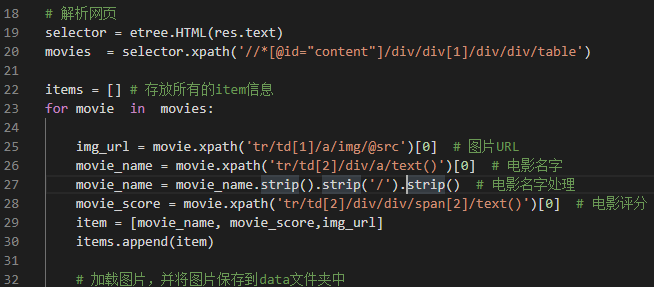 18 # 解析网页
19 selector = etree.HTML(res.text)
20 movies  = selector.xpath('//*[@id="content"]/div/div[1]/div/div/table')
21
22 items = [] # 存放所有的item信息
23 for movie  in  movies:
24
25     img_url = movie.xpath('tr/td[1]/a/img/@src')[0]  # 图片URL
26     movie_name = movie.xpath('tr/td[2]/div/a/text()')[0]  # 电影名字
27     movie_name = movie_name.strip().strip('/').strip()  # 电影名字处理
28     movie_score = movie.xpath('tr/td[2]/div/div/span[2]/text()')[0]  # 电影评分
29     item = [movie_name, movie_score,img_url]
30     items.append(item)
31
32     # 加载图片，并将图片保存到data文件夹中